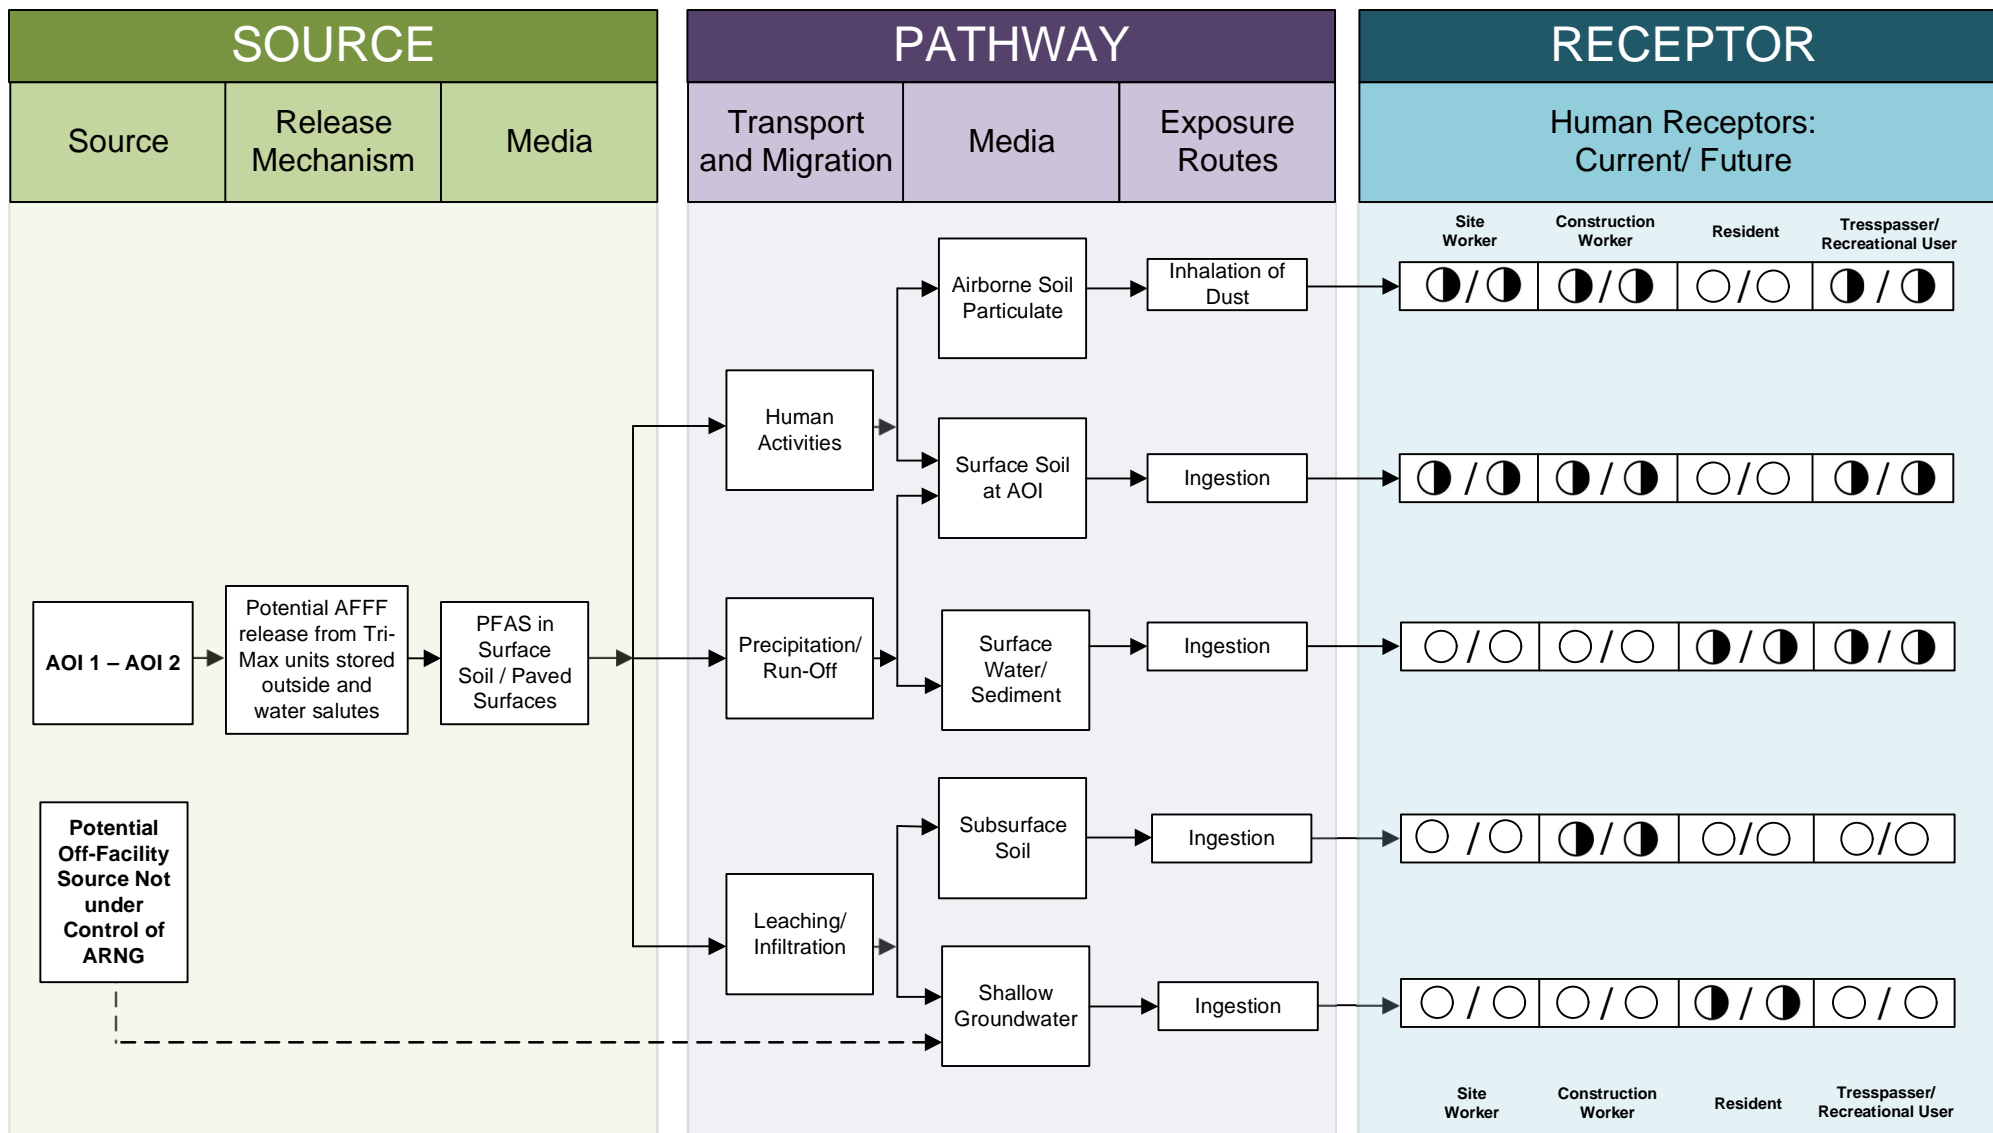 SOURCE
PATHWAY
RECEPTOR
Source
Release
Mechanism
Media
Transport
and Migration
Media
Exposure
Routes
Human Receptors:
Current/ Future
Site
Worker
Construction
Worker
Resident
Tresspasser/
Recreational User
Airborne Soil
Particulate
Inhalation of
Dust
/ / / /
Human
Activities
Surface Soil
at AOI
Ingestion
/ / / /
AOI 1 – AOI 2
Potential AFFF
release from Tri-
Max units stored
outside and
water salutes
PFAS in
Surface
Soil / Paved
Surfaces
Precipitation/
Run-Off
Surface
Water/
Sediment
Ingestion
/ / / /
Potential
Off-Facility
Source Not
under
Control of
ARNG
Subsurface
Soil
Ingestion
/ / / /
Leaching/
Infiltration
Shallow
Groundwater
Ingestion
/ / / /
Site
Worker
Construction
Worker
Resident
Tresspasser/
Recreational User